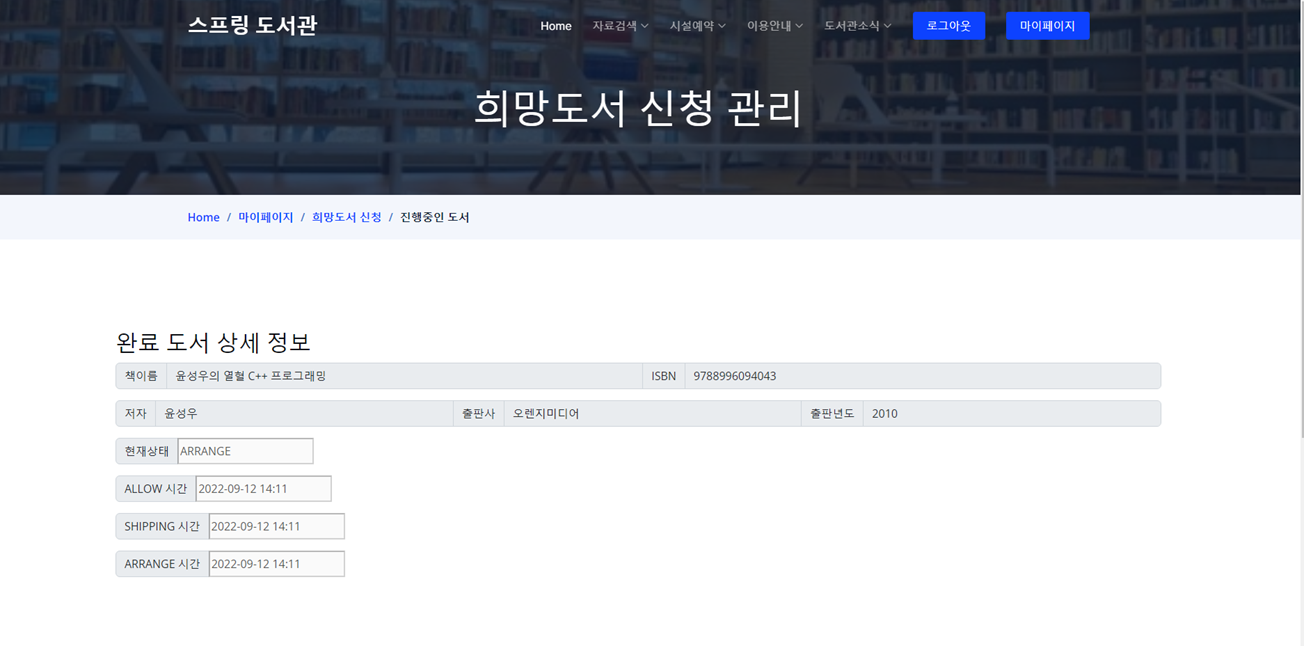 스프링 도서관 Home 자료검색 시설예약 이용안내 도서관소식 로그아웃 마이페이지
희망도서 신청 관리
Home / 마이페이지 / 희망도서 신청 / 진행중인 도서
완료 도서 상세 정보
책이름 윤성우의 열혈 C++ 프로그래밍 ISBN 9788996094043
저자 윤성우 출판사 오렌지미디어 출판년도 2010
현재상태 ARRANGE
ALLOW 시간 2022-09-12 14:11
SHIPPING 시간 2022-09-12 14:11
ARRANGE 시간 2022-09-12 14:11